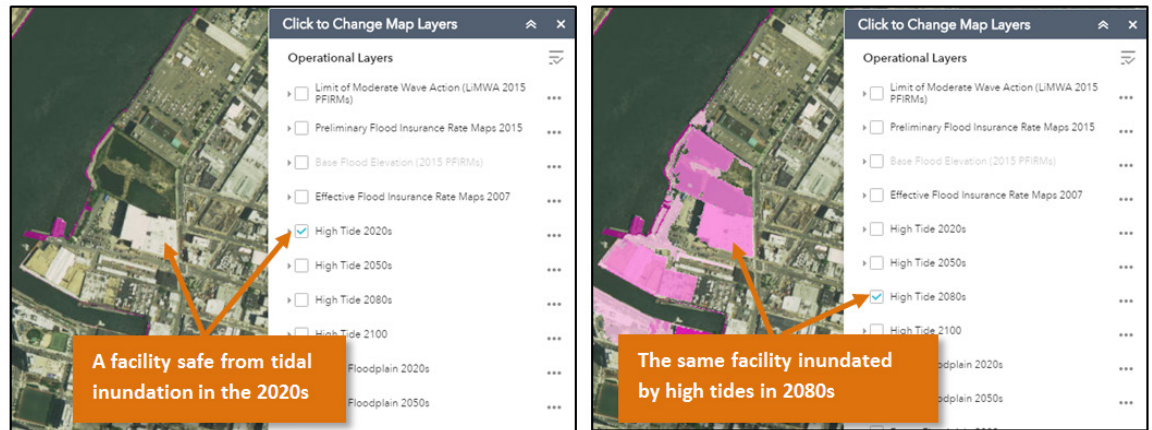 Click to Change Map Layers
Operational Layers
Limit of Moderate Wave Action (LiMWA 2015
PFIRMs)
Preliminary Flood Insurance Rate Maps 2015
Base Flood Elevation (2015 PFIRMs)
Effective Flood Insurance Rate Maps 2007
High Tide 2020s
High Tide 2050s
High Tide 2080s
High Tide 2100
Floodplain 2020s
Floodplain 2050s
A facility safe from tidal
inundation in the 2020s
Click to Change Map Layers
Operational Layers
Limit of Moderate Wave Action (LiMWA 2015
PFIRMs)
Preliminary Flood Insurance Rate Maps 2015
Base Flood Elevation (2015 PFIRMs)
Effective Flood Insurance Rate Maps 2007
High Tide 2020s
High Tide 2050s
High Tide 2080s
High Tide 2100
odplain 2020s
odplain 2050s
The same facility inundated
by high tides in 2080s